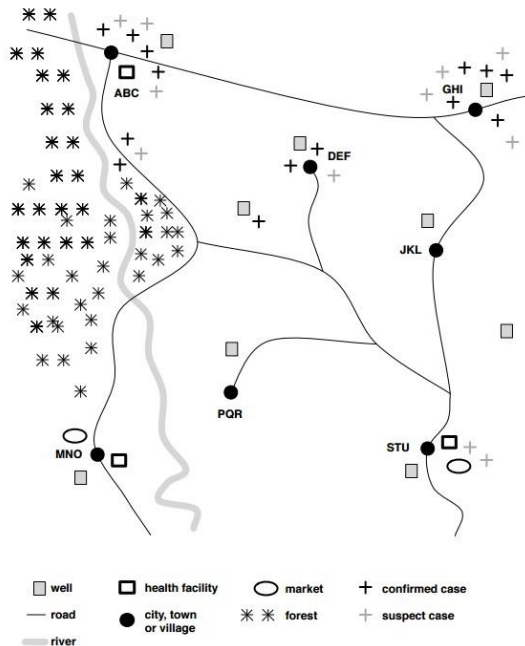 ABC
GHI
DEF
JKL
PQR
MNO
STU
well
health facility
market
confirmed case
road
city, town
or village
forest
suspect case
river